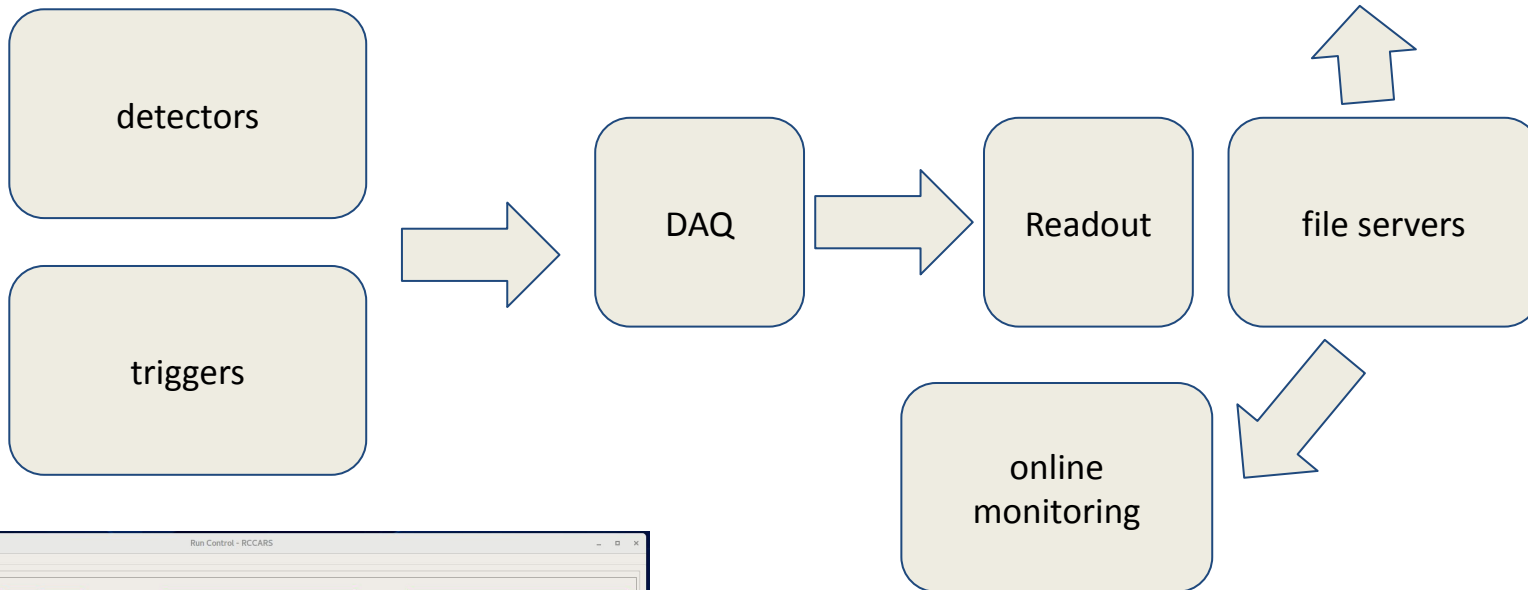 detectors
triggers
DAQ
Readout
file servers
online
monitoring
Run Control - RCCARS